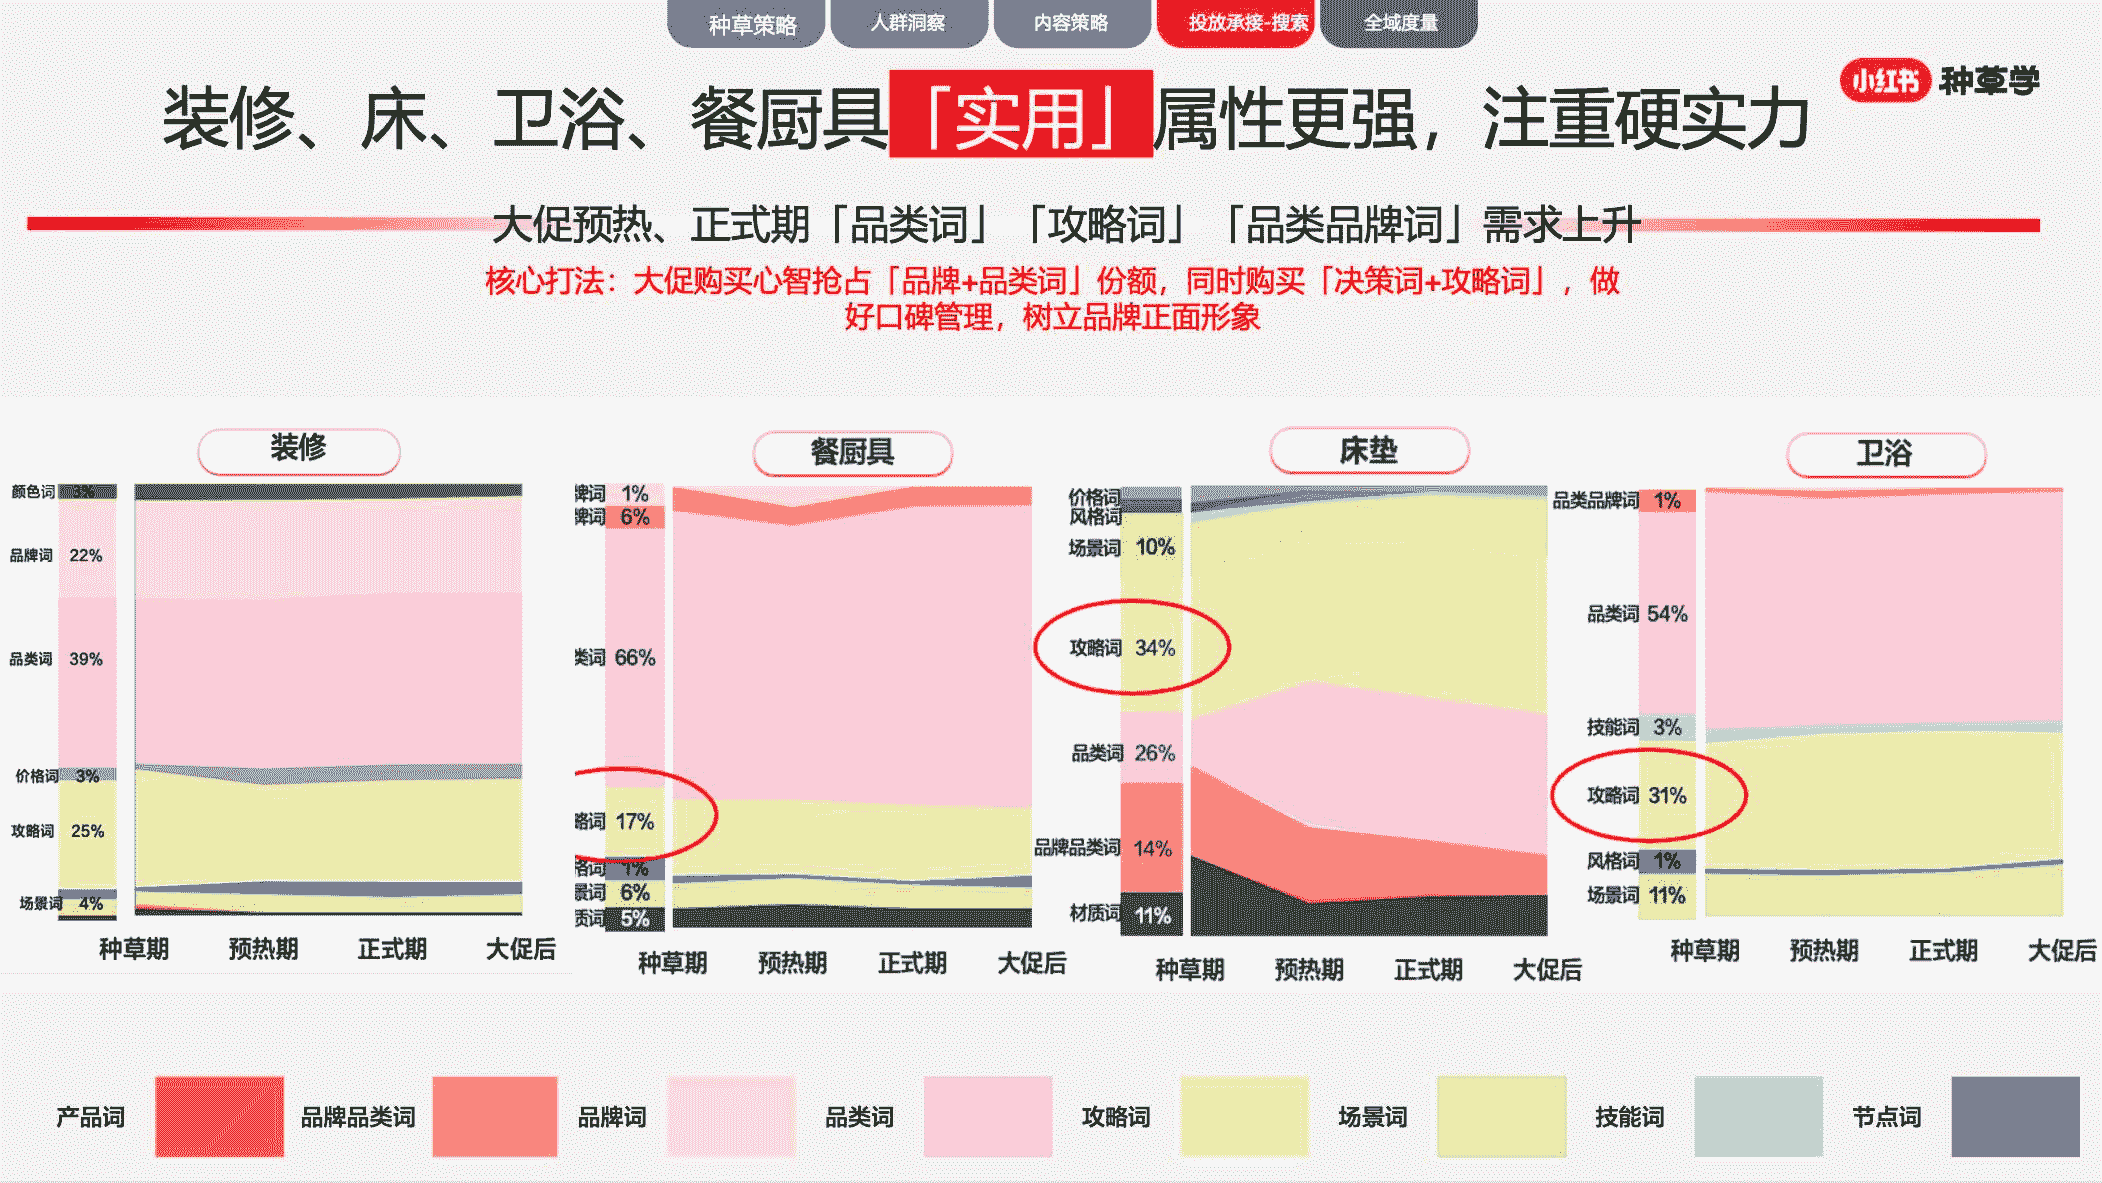 种草策略
人群洞察
内容策略
投放承接-搜索
全域度量
小红书 种草学
装修、床、卫浴、餐厨具「实用」属性更强，注重硬实力
大促预热、正式期「品类词」「攻略词」「品类品牌词」需求上升
核心打法：大促购买心智抢占「品牌+品类词」份额，同时购买「决策词+攻略词」，做
好口碑管理，树立品牌正面形象
装修
颜色词 3%
品牌词 22%
品类词 39%
价格词 3%
攻略词 25%
场景词 4%
种草期 预热期 正式期 大促后
餐厨具
牌词 1%
牌词 6%
类词 66%
略词 17%
格词 1%
景词 6%
质词 5%
种草期 预热期 正式期 大促后
床垫
价格词
风格词
场景词 10%
攻略词 34%
品类词 26%
品牌品类词 14%
材质词 11%
种草期 预热期 正式期 大促后
卫浴
品类品牌词 1%
品类词 54%
技能词 3%
攻略词 31%
风格词 1%
场景词 11%
种草期 预热期 正式期 大促后
产品词 品牌品类词 品牌词 品类词 攻略词 场景词 技能词 节点词